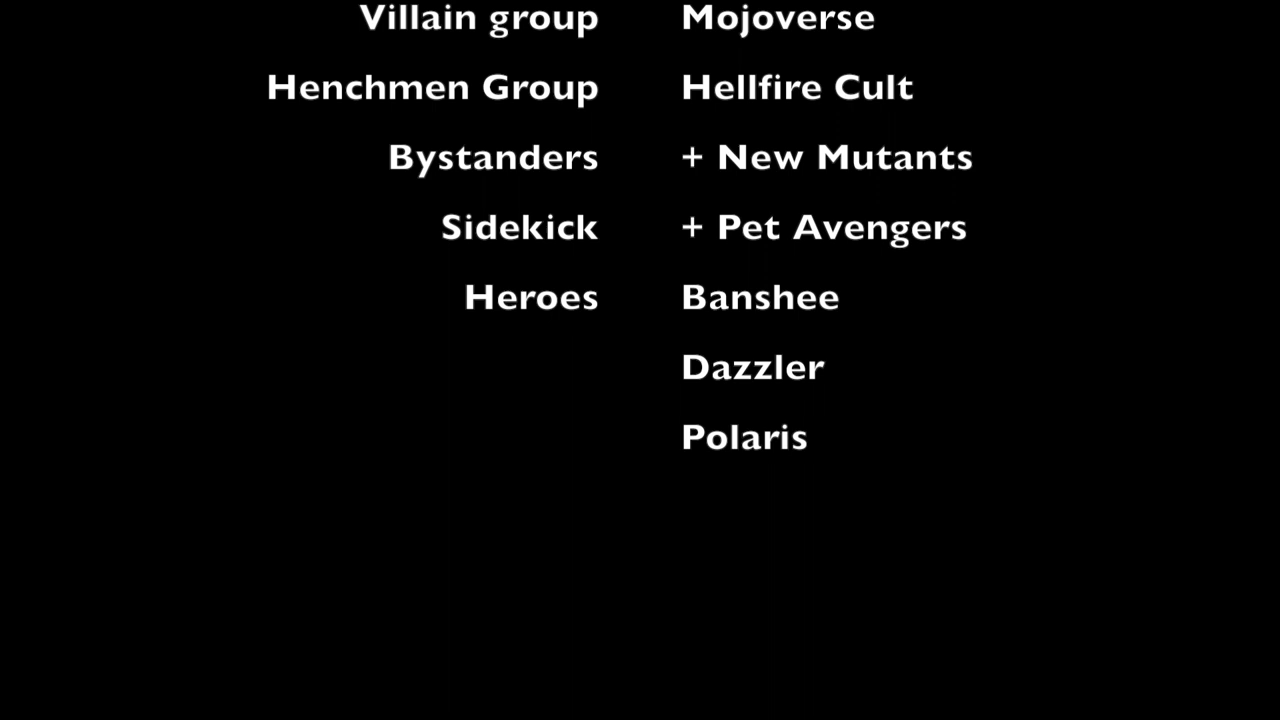 Villain group Mojoverse
Henchmen Group Hellfire Cult
Bystanders + New Mutants
Sidekick + Pet Avengers
Heroes Banshee
Dazzler
Polaris